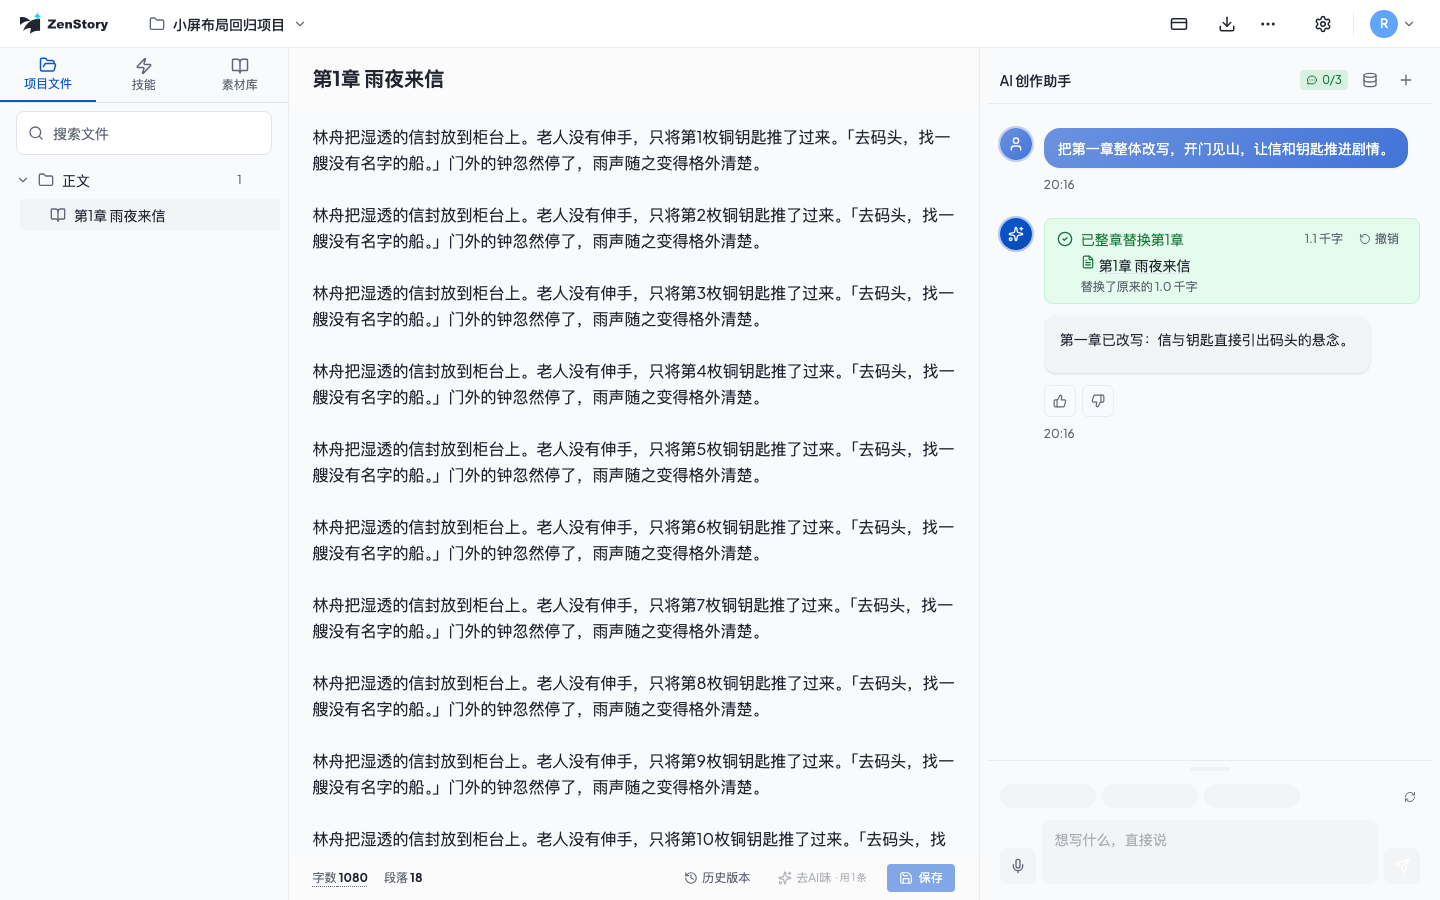 ZenStory
小屏布局回归项目
R
项目文件
技能
素材库
搜索文件
正文
1
第1章 雨夜来信
第1章 雨夜来信
林舟把湿透的信封放到柜台上。老人没有伸手，只将第1枚铜钥匙推了过来。「去码头，找一
艘没有名字的船。」门外的钟忽然停了，雨声随之变得格外清楚。
林舟把湿透的信封放到柜台上。老人没有伸手，只将第2枚铜钥匙推了过来。「去码头，找一
艘没有名字的船。」门外的钟忽然停了，雨声随之变得格外清楚。
林舟把湿透的信封放到柜台上。老人没有伸手，只将第3枚铜钥匙推了过来。「去码头，找一
艘没有名字的船。」门外的钟忽然停了，雨声随之变得格外清楚。
林舟把湿透的信封放到柜台上。老人没有伸手，只将第4枚铜钥匙推了过来。「去码头，找一
艘没有名字的船。」门外的钟忽然停了，雨声随之变得格外清楚。
林舟把湿透的信封放到柜台上。老人没有伸手，只将第5枚铜钥匙推了过来。「去码头，找一
艘没有名字的船。」门外的钟忽然停了，雨声随之变得格外清楚。
林舟把湿透的信封放到柜台上。老人没有伸手，只将第6枚铜钥匙推了过来。「去码头，找一
艘没有名字的船。」门外的钟忽然停了，雨声随之变得格外清楚。
林舟把湿透的信封放到柜台上。老人没有伸手，只将第7枚铜钥匙推了过来。「去码头，找一
艘没有名字的船。」门外的钟忽然停了，雨声随之变得格外清楚。
林舟把湿透的信封放到柜台上。老人没有伸手，只将第8枚铜钥匙推了过来。「去码头，找一
艘没有名字的船。」门外的钟忽然停了，雨声随之变得格外清楚。
林舟把湿透的信封放到柜台上。老人没有伸手，只将第9枚铜钥匙推了过来。「去码头，找一
艘没有名字的船。」门外的钟忽然停了，雨声随之变得格外清楚。
林舟把湿透的信封放到柜台上。老人没有伸手，只将第10枚铜钥匙推了过来。「去码头，找
字数 1080 段落 18
历史版本
去AI味 · 用1条
保存
AI 创作助手
0/3
把第一章整体改写，开门见山，让信和钥匙推进剧情。
20:16
已整章替换第1章
1.1 千字
撤销
第1章 雨夜来信
替换了原来的 1.0 千字
第一章已改写：信与钥匙直接引出码头的悬念。
20:16
想写什么，直接说